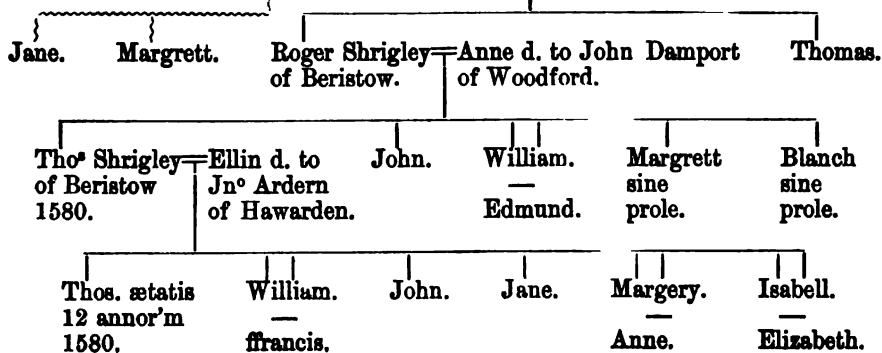 Jane. Margrett. Roger Shrigley=Anne d. to John Damport Thomas.
of Beristow. of Woodford.
Thoˢ Shrigley=Ellin d. to John. William. Margrett Blanch
of Beristow Jnº Ardern — sine sine
1580. of Hawarden. Edmund. prole. prole.
Thos. ætatis William. John. Jane. Margery. Isabell.
12 annor'm — — —
1580. ffrancis. Anne. Elizabeth.